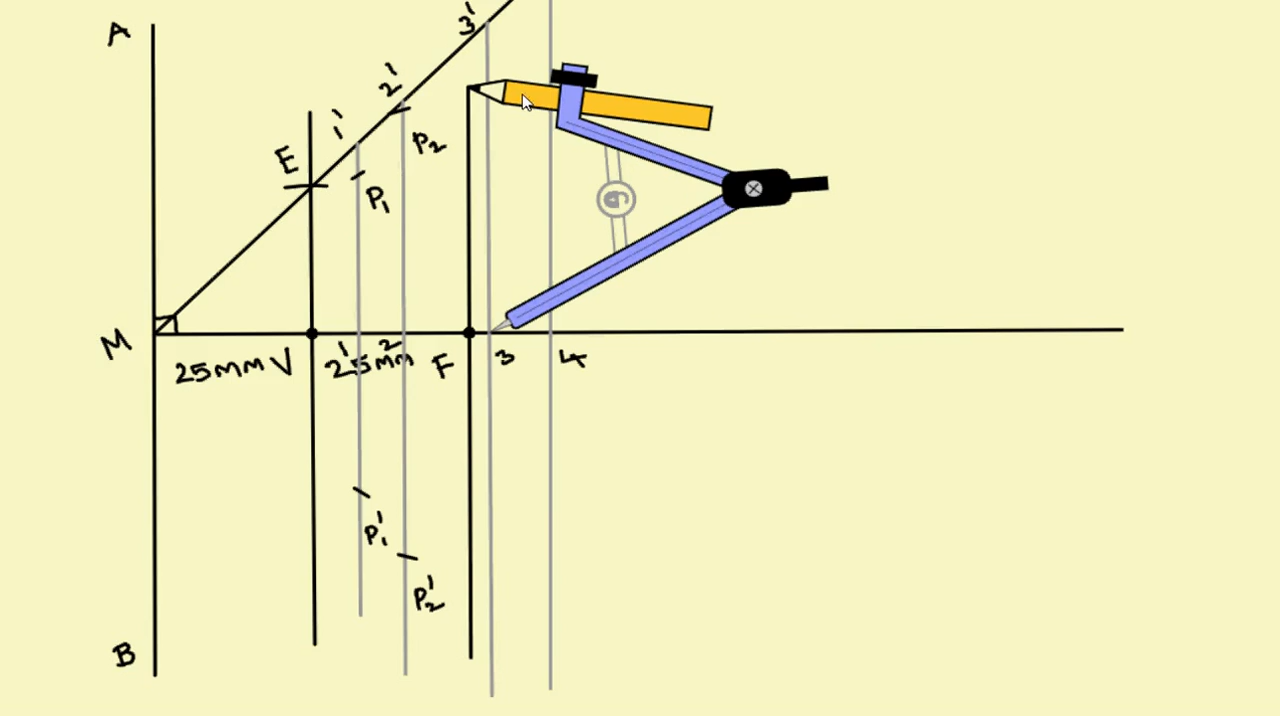 A
3'
2'
1'
P₂
E
P₁
M
25mm V 25mm F 3 4
1' 2
P₁'
P₂'
B